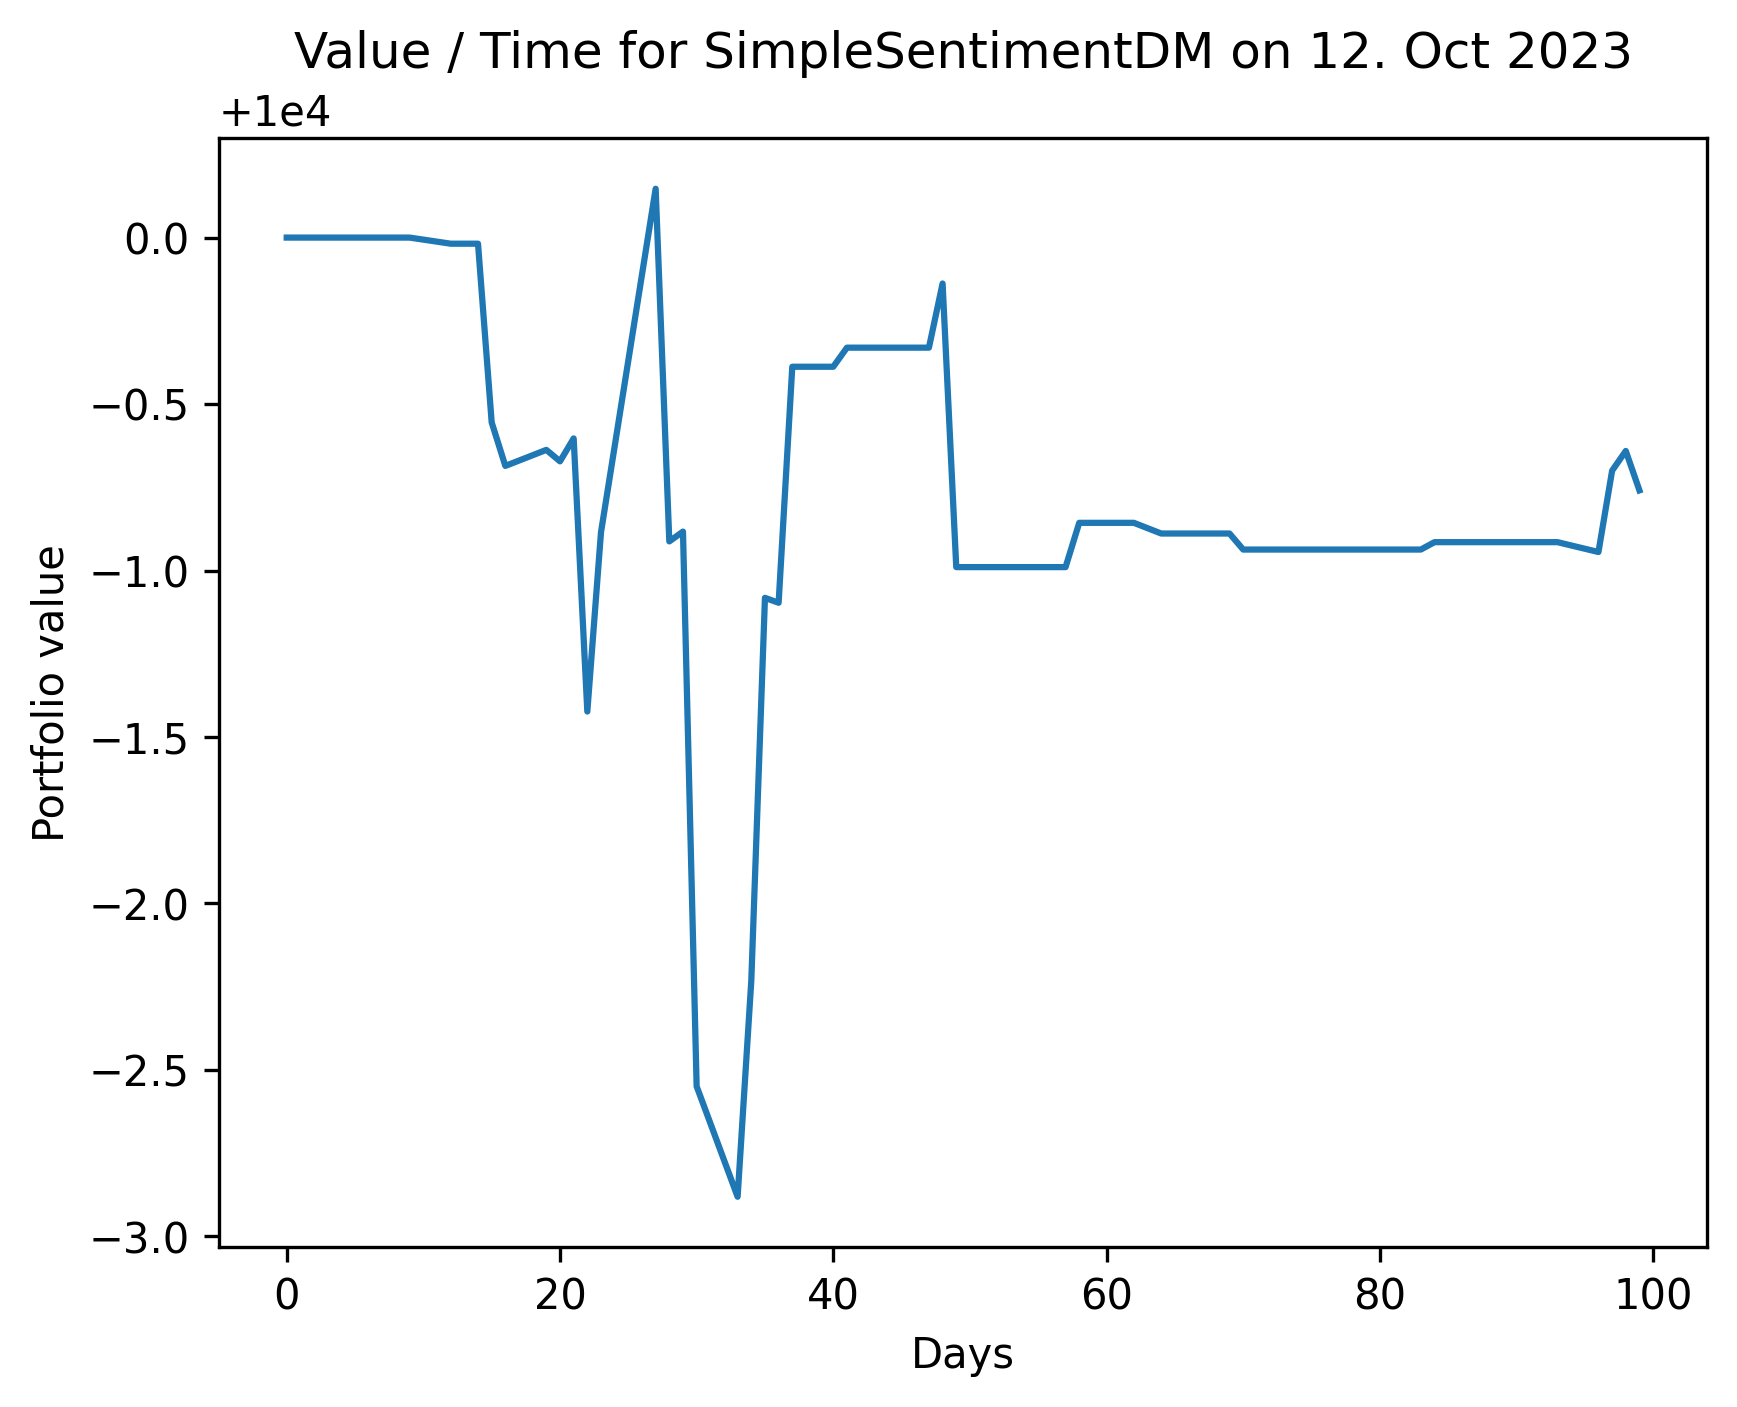 Value / Time for SimpleSentimentDM on 12. Oct 2023
+1e4
0.0
−0.5
−1.0
−1.5
−2.0
−2.5
−3.0
Portfolio value
0 20 40 60 80 100
Days